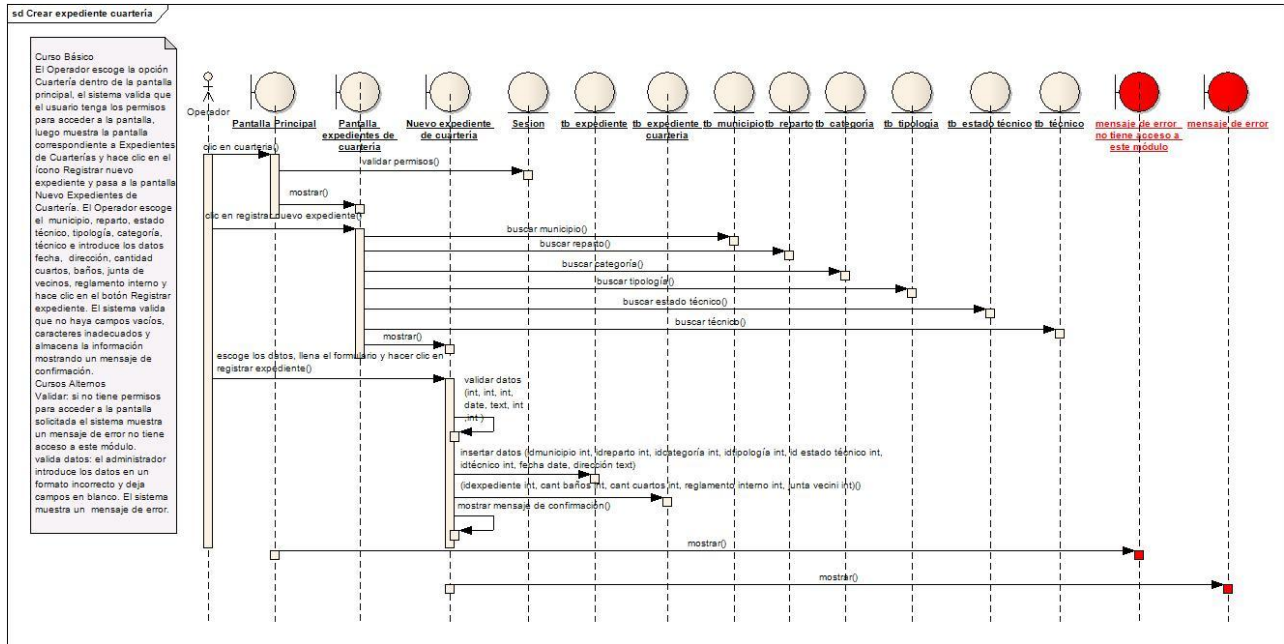 sd Crear expediente cuartería
Curso Básico
El Operador escoge la opción
Cuartería dentro de la pantalla
principal, el sistema valida que
el usuario tenga los permisos
para acceder a la pantalla,
luego muestra la pantalla
correspondiente a Expedientes
de Cuarterías y hace clic en el
ícono Registrar nuevo
expediente y pasa a la pantalla
Nuevo Expedientes de
Cuartería. El Operador escoge
el  municipio, reparto, estado
técnico, tipología, categoría,
técnico e introduce los datos
fecha,  dirección, cantidad
cuartos, baños, junta de
vecinos, reglamento interno y
hace clic en el botón Registrar
expediente. El sistema valida
que no haya campos vacíos,
caracteres inadecuados y
almacena la información
mostrando un mensaje de
confirmación.
Cursos Alternos
Validar: si no tiene permisos
para acceder a la pantalla
solicitada el sistema muestra
un mensaje de error no tiene
acceso a este módulo.
valida datos: el administrador
introduce los datos en un
formato incorrecto y deja
campos en blanco. El sistema
muestra un  mensaje de error.
Operador
Pantalla Principal
Pantalla
expedientes de
cuartería
Nuevo expediente
de cuartería
Sesion
tb_expediente
tb_expediente
cuartería
tb_municipio
tb_reparto
tb_categoría
tb_tipología
tb_estado técnico
tb_técnico
mensaje de error
no tiene acceso a
este módulo
mensaje de error
clic en cuartería()
validar permisos()
mostrar()
clic en registrar nuevo expediente()
buscar municipio()
buscar reparto()
buscar categoría()
buscar tipología()
buscar estado técnico()
buscar técnico()
mostrar()
escoge los datos, llena el formulario y hacer clic en
registrar expediente()
validar datos
(int, int, int,
date, text, int
,int )
insertar datos (idmunicipio int, idreparto int, idcategoría int, idtipología int, id estado técnico int,
idtécnico int, fecha date, dirección text)
(idexpediente int, cant baños int, cant cuartos int, reglamento interno int, junta vecini int)()
mostrar mensaje de confirmación()
mostrar()
mostrar()